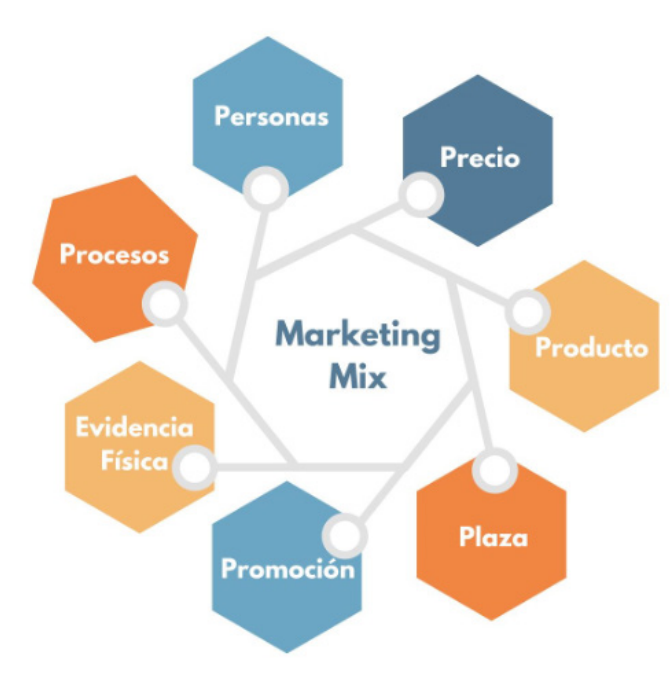 Personas
Precio
Procesos
Marketing
Mix
Producto
Evidencia
Física
Plaza
Promoción